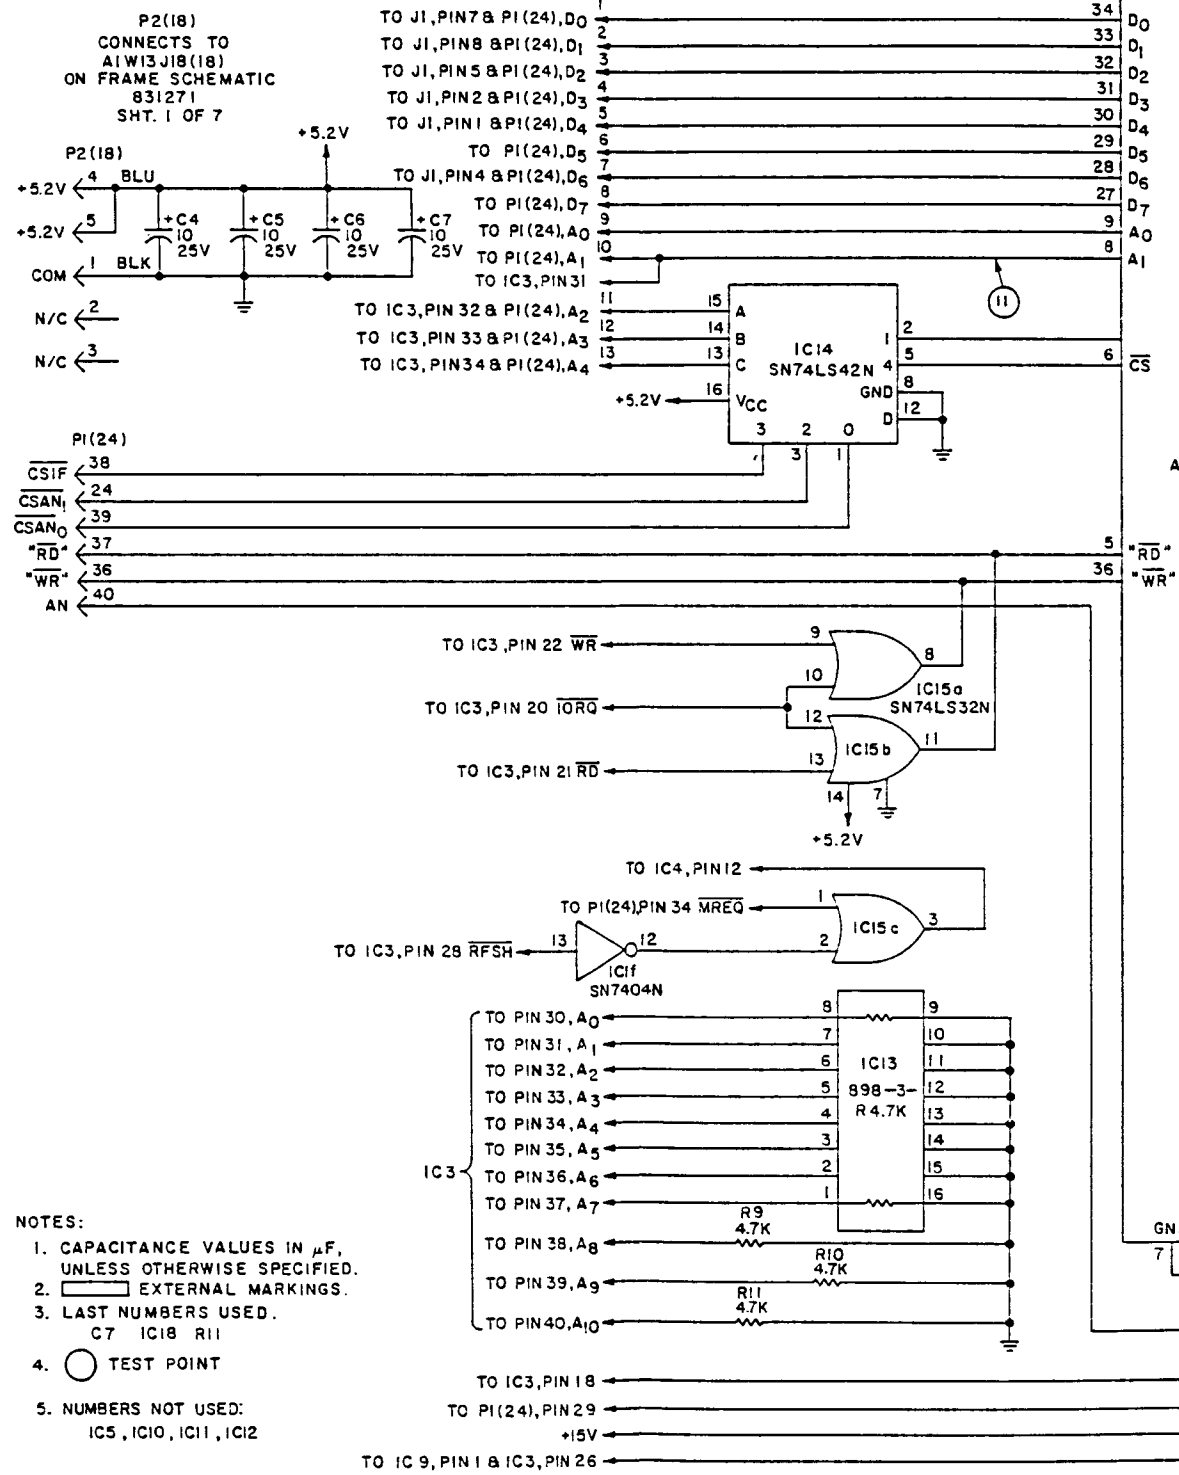 P2(18)
CONNECTS TO
A1W13J18(18)
ON FRAME SCHEMATIC
831271
SHT. 1 OF 7
P2(18)
+5.2V 4 BLU
+5.2V 5
COM 1 BLK
N/C 2
N/C 3
+5.2V
+ C4
10
25V
+ C5
10
25V
+ C6
10
25V
+ C7
10
25V
TO J1,PIN7 & P1(24),D0 1 34 D0
TO J1,PIN8 &P1(24),D1 2 33 D1
TO J1,PIN5 &P1(24),D2 3 32 D2
TO J1,PIN2 &P1(24),D3 4 31 D3
TO J1,PIN1 &P1(24),D4 5 30 D4
TO P1(24),D5 6 29 D5
TO J1,PIN4 & P1(24),D6 7 28 D6
TO P1(24),D7 8 27 D7
TO P1(24),A0 9 9 A0
TO P1(24),A1 10 8 A1
TO IC3,PIN31
11
TO IC3,PIN 32 & P1(24),A2 11 15 A
TO IC3,PIN 33 & P1(24),A3 12 14 B
TO IC3,PIN34 & P1(24),A4 13 13 C
+5.2V 16 VCC
IC14
SN74LS42N
1 2
4 5 6 C̅S̅
GND 8
D 12
3 2 0
3 1
P1(24)
C̅S̅I̅F̅ 38
C̅S̅A̅N̅1 24
C̅S̅A̅N̅0 39
"R̅D̅" 37 5 "R̅D̅"
"W̅R̅" 36 36 "W̅R̅"
AN 40
A
TO IC3,PIN 22 W̅R̅ 9
10 8
IC15a
SN74LS32N
TO IC3,PIN 20 I̅O̅R̅Q̅
12
IC15b 11
TO IC3,PIN 21 R̅D̅ 13
14 7
+5.2V
TO IC4,PIN12
TO P1(24),PIN 34 M̅R̅E̅Q̅ 1
IC15c 3
TO IC3,PIN 28 R̅F̅S̅H̅ 13 12 2
IC1f
SN7404N
IC3
TO PIN 30, A0 8 9
TO PIN 31, A1 7 10
TO PIN 32, A2 6 11
TO PIN 33, A3 5 12
TO PIN 34, A4 4 13
TO PIN 35, A5 3 14
TO PIN 36, A6 2 15
TO PIN 37, A7 1 16
IC13
898-3-
R4.7K
R9
4.7K
TO PIN 38, A8
R10
4.7K
TO PIN 39, A9
R11
4.7K
TO PIN40,A10
GN
7
TO IC3,PIN 18
TO P1(24),PIN29
+15V
TO IC 9,PIN 1 & IC3,PIN 26
NOTES:
1. CAPACITANCE VALUES IN µF,
UNLESS OTHERWISE SPECIFIED.
2. EXTERNAL MARKINGS.
3. LAST NUMBERS USED.
C7 IC18 R11
4. TEST POINT
5. NUMBERS NOT USED:
IC5, IC10, IC11, IC12